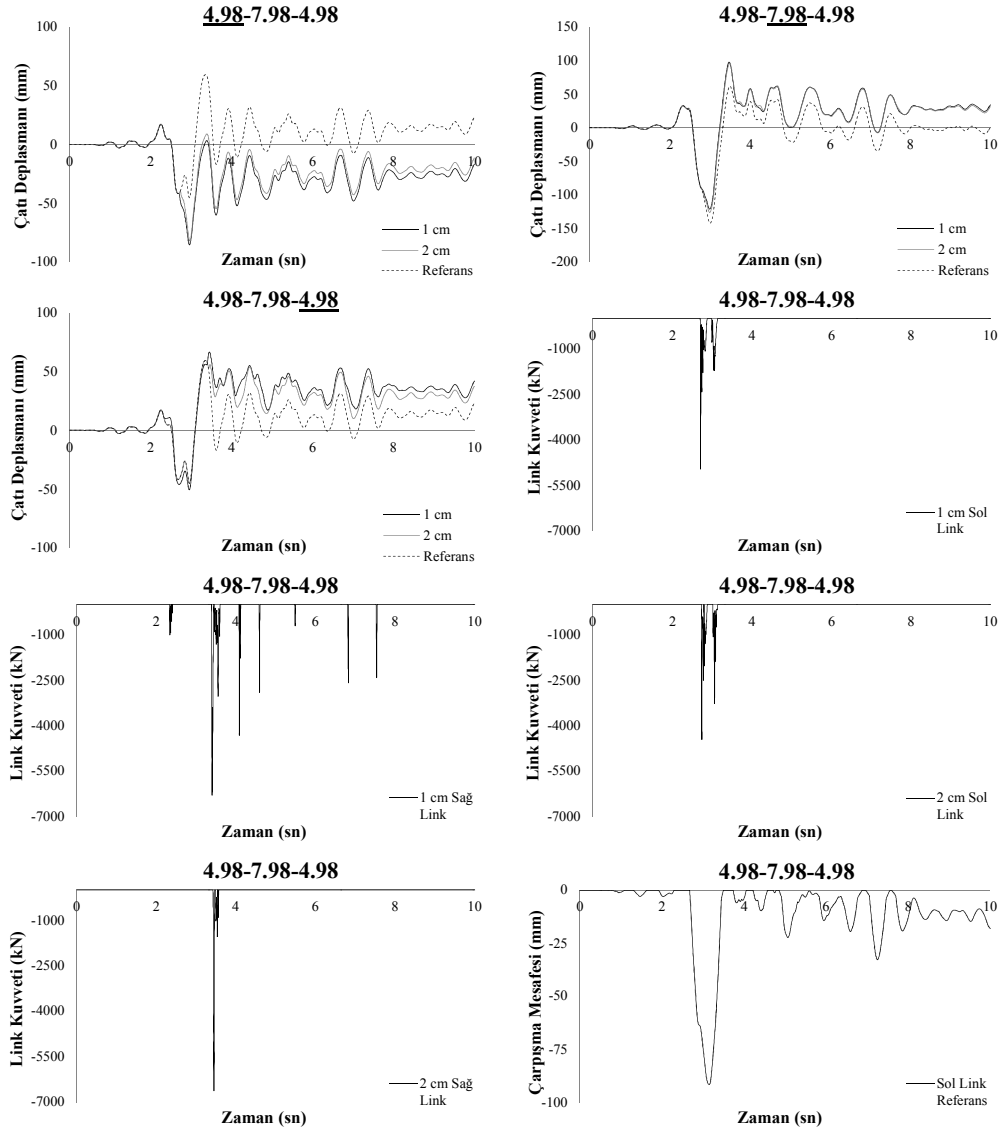 4.98-7.98-4.98
100
50
0
-50
-100
0 2 4 6 8 10
Çatı Deplasmanı (mm)
Zaman (sn)
1 cm
2 cm
Referans
4.98-7.98-4.98
150
100
50
0
-50
-100
-150
-200
0 2 4 6 8 10
Çatı Deplasmanı (mm)
Zaman (sn)
1 cm
2 cm
Referans
4.98-7.98-4.98
100
50
0
-50
-100
0 2 4 6 8 10
Çatı Deplasmanı (mm)
Zaman (sn)
1 cm
2 cm
Referans
4.98-7.98-4.98
0 2 4 6 8 10
-1000
-2500
-4000
-5500
-7000
Link Kuvveti (kN)
Zaman (sn)
1 cm Sol
Link
4.98-7.98-4.98
0 2 4 6 8 10
-1000
-2500
-4000
-5500
-7000
Link Kuvveti (kN)
Zaman (sn)
1 cm Sağ
Link
4.98-7.98-4.98
0 2 4 6 8 10
-1000
-2500
-4000
-5500
-7000
Link Kuvveti (kN)
Zaman (sn)
2 cm Sol
Link
4.98-7.98-4.98
0 2 4 6 8 10
-1000
-2500
-4000
-5500
-7000
Link Kuvveti (kN)
Zaman (sn)
2 cm Sağ
Link
4.98-7.98-4.98
0
-25
-50
-75
-100
0 2 4 6 8 10
Çarpışma Mesafesi (mm)
Zaman (sn)
Sol Link
Referans